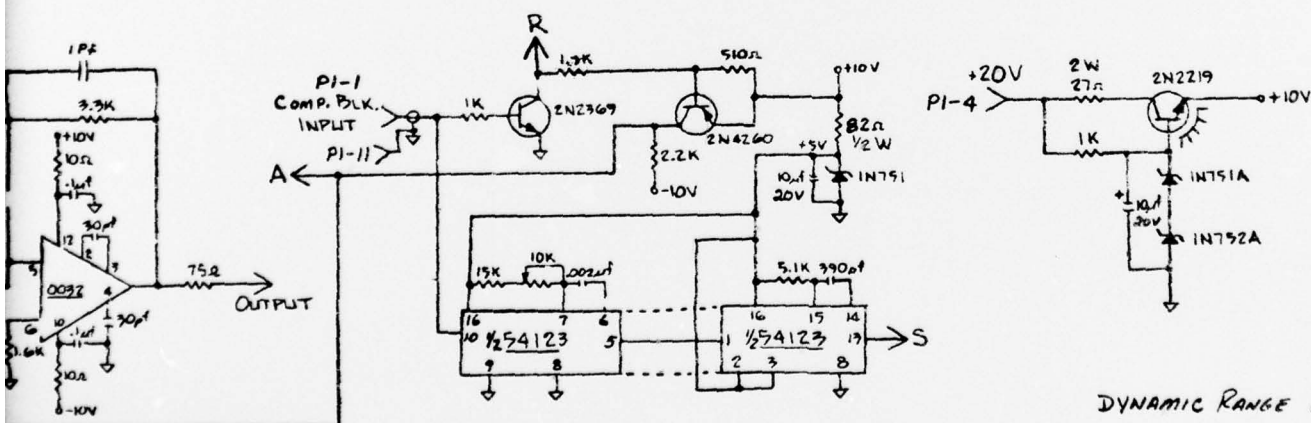 1 Pf
3.3K
+10V
10Ω
.1µf
30pf
12
2
3
5
0032
4
6
10
.1µf
30pf
1.6K
10Ω
-10V
75Ω
OUTPUT
R
P1-1
COMP. BLK.
INPUT
P1-11
A
1K
2N2369
510Ω
2N4260
2.2K
-10V
+10V
82Ω
1/2 W
+5V
10µf
20V
1N751
15K
10K
.002µf
16
7
6
10
1/2 54123
5
9
8
5.1K
390pf
16
15
14
1
1/2 54123
13
2
3
8
S
+20V
P1-4
2W
27Ω
2N2219
+10V
1K
1N751A
+
10µf
20V
1N752A
DYNAMIC RANGE